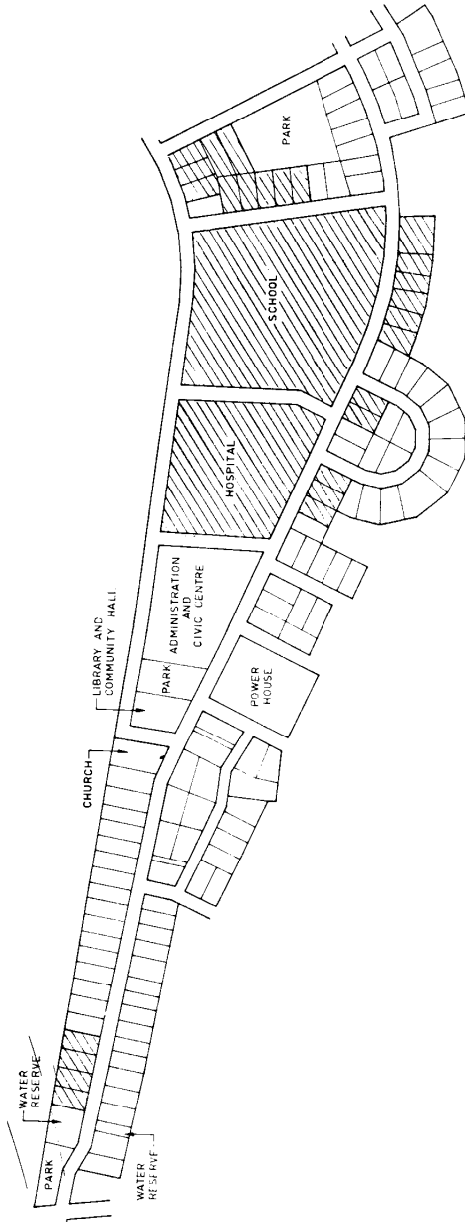 PARK
WATER
RESERVE
WATER
RESERVE
CHURCH
LIBRARY AND
COMMUNITY HALL
PARK
ADMINISTRATION
AND
CIVIC CENTRE
POWER
HOUSE
HOSPITAL
SCHOOL
PARK